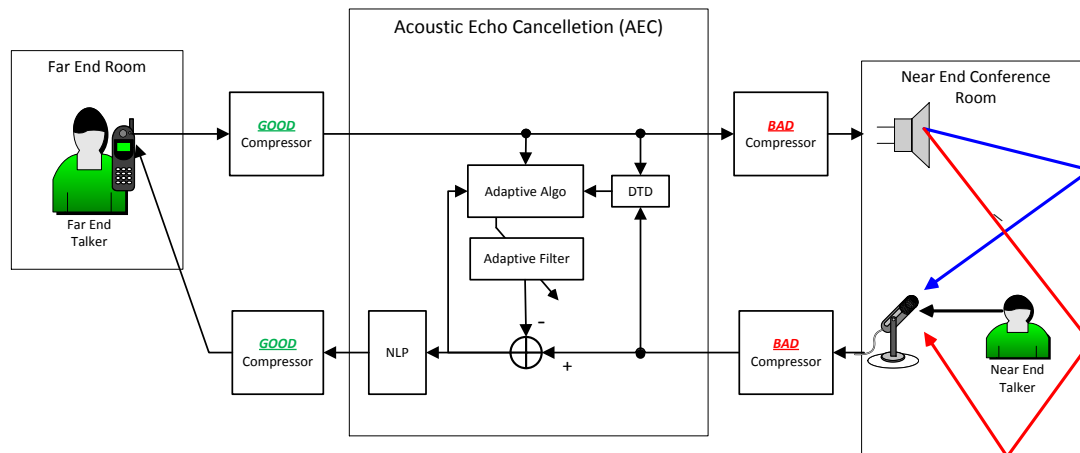 Acoustic Echo Cancelletion (AEC)
Far End Room
Near End Conference
Room
GOOD
Compressor
BAD
Compressor
Adaptive Algo
DTD
Far End
Talker
Adaptive Filter
-
+
GOOD
Compressor
NLP
BAD
Compressor
Near End
Talker